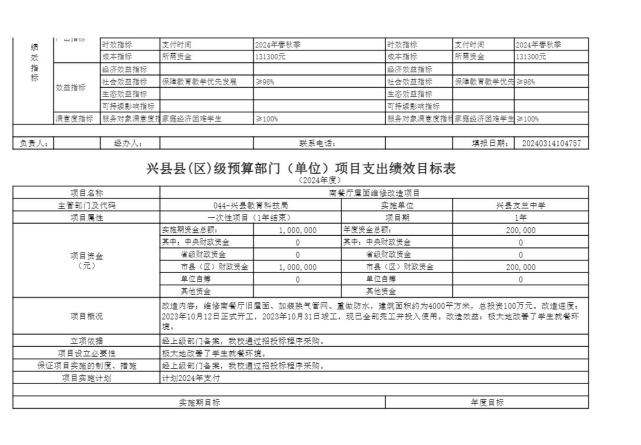 绩效指标
时效指标 支付时间 2024年春秋季 时效指标 支付时间 2024年春秋季
成本指标 所需资金 131300元 成本指标 所需资金 131300元
效益指标
经济效益指标 经济效益指标
社会效益指标 保障教育教学优先发展 ≥98% 社会效益指标 保障教育教学优先 ≥98%
生态效益指标 生态效益指标
可持续影响指标 可持续影响指标
满意度指标 服务对象满意度指 家庭经济困难学生 ≥100% 服务对象满意度指 家庭经济困难学生 ≥100%
负责人： 经办人： 联系电话： 填报日期： 20240314104757
兴县县(区)级预算部门（单位）项目支出绩效目标表
（2024年度）
项目名称 南餐厅屋面维修改造项目
主管部门及代码 044-兴县教育科技局 实施单位 兴县友兰中学
项目属性 一次性项目（1年结束） 项目期 1年
项目资金（元）
实施期资金总额： 1,000,000 年度资金总额： 200,000
其中：中央财政资金 0 其中：中央财政资金 0
省级财政资金 0 省级财政资金 0
市县（区）财政资金 1,000,000 市县（区）财政资金 200,000
单位自筹 0 单位自筹 0
其他资金 其他资金
项目概况
改造内容：维修南餐厅旧屋面、加装换气管网、重做防水，建筑面积约为4000平方米，总投资100万元。改造进度：
2023年10月12日正式开工，2023年10月31日竣工，现已全部完工并投入使用。改造效益：极大地改善了学生就餐环
境。
立项依据 经上级部门备案，我校通过招投标程序采购。
项目设立必要性 极大地改善了学生就餐环境。
保证项目实施的制度、措施 经上级部门备案，我校通过招投标程序采购。
项目实施计划 计划2024年支付
实施期目标 年度目标